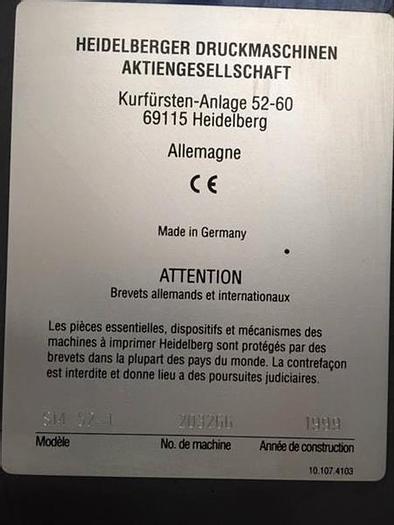 HEIDELBERGER DRUCKMASCHINEN
AKTIENGESELLSCHAFT
Kurfürsten-Anlage 52-60
69115 Heidelberg
Allemagne
CE
Made in Germany
ATTENTION
Brevets allemands et internationaux
Les pièces essentielles, dispositifs et mécanismes des
machines à imprimer Heidelberg sont protégés par des
brevets dans la plupart des pays du monde. La contrefaçon
est interdite et donne lieu a des poursuites judiciaires.
203266 1999
Modèle No. de machine Année de construction
10.107.4103